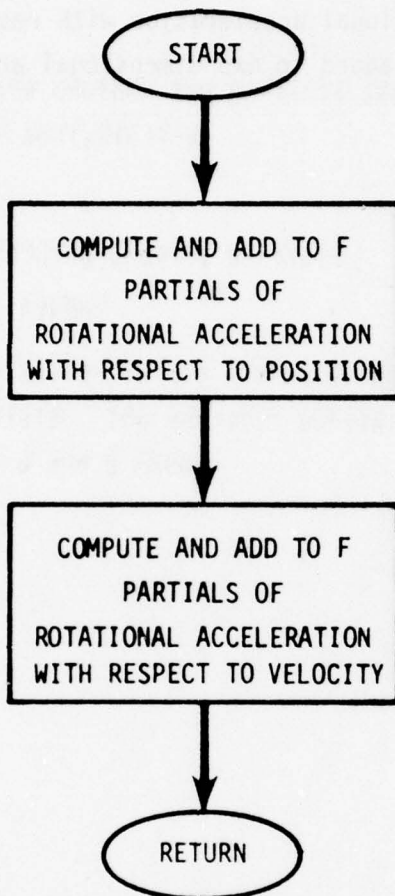 START
COMPUTE AND ADD TO F
PARTIALS OF
ROTATIONAL ACCELERATION
WITH RESPECT TO POSITION
COMPUTE AND ADD TO F
PARTIALS OF
ROTATIONAL ACCELERATION
WITH RESPECT TO VELOCITY
RETURN